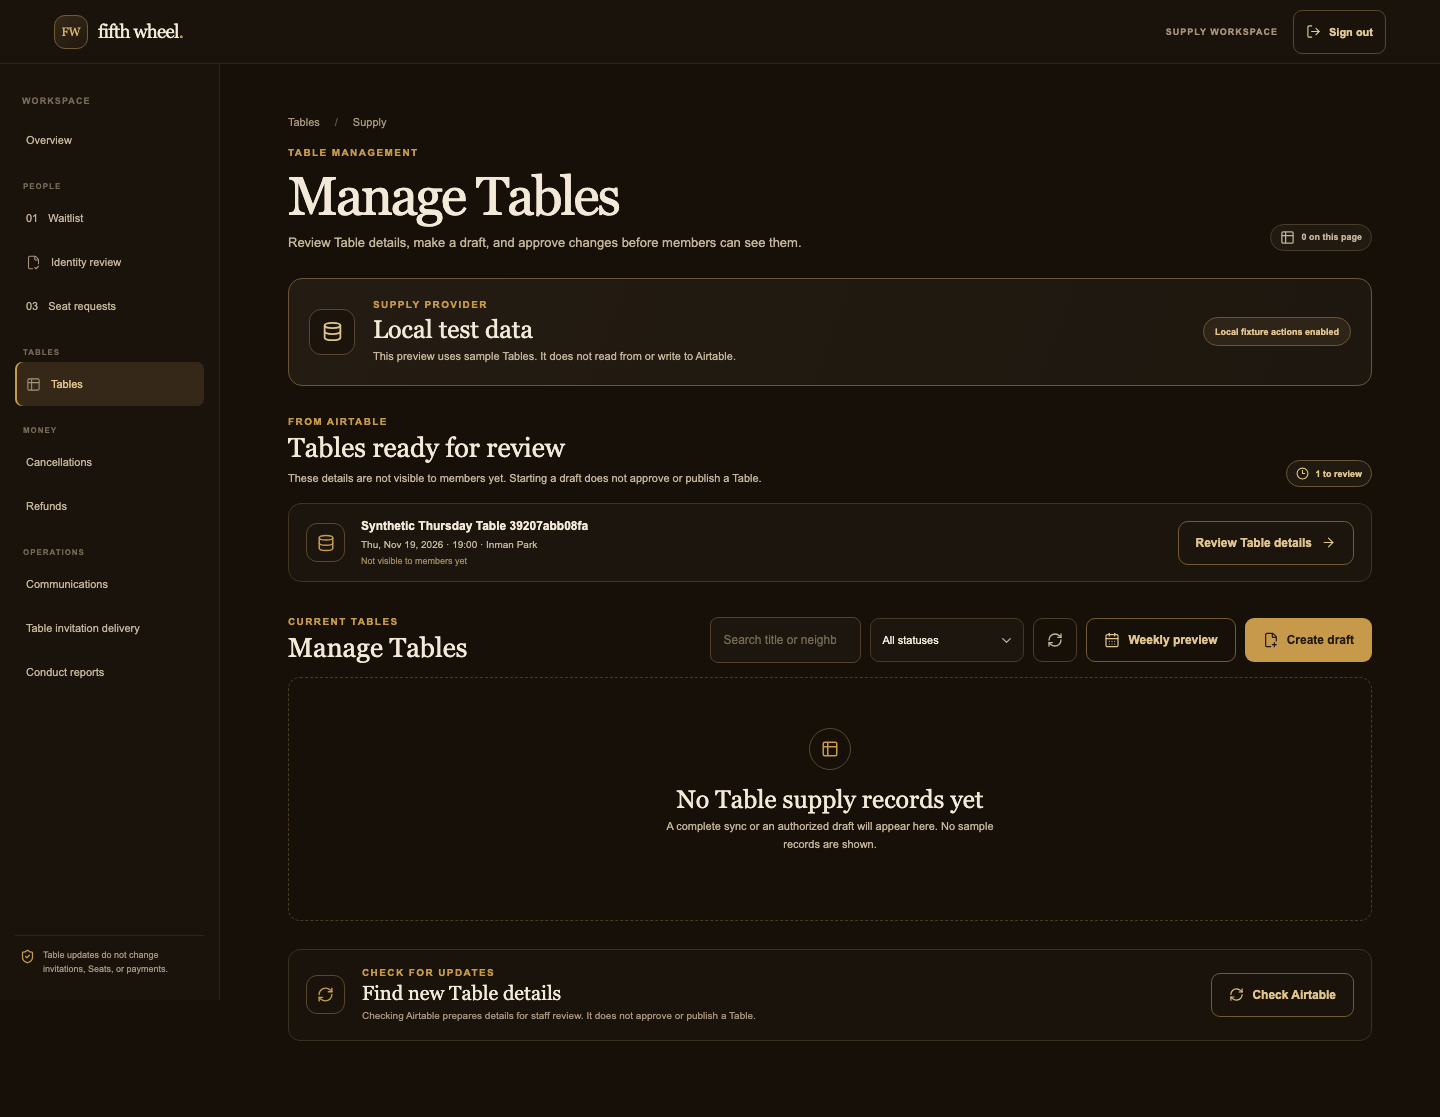 FW fifth wheel.
SUPPLY WORKSPACE
Sign out
WORKSPACE
Overview
PEOPLE
01 Waitlist
Identity review
03 Seat requests
TABLES
Tables
MONEY
Cancellations
Refunds
OPERATIONS
Communications
Table invitation delivery
Conduct reports
Table updates do not change
invitations, Seats, or payments.
Tables / Supply
TABLE MANAGEMENT
Manage Tables
Review Table details, make a draft, and approve changes before members can see them.
0 on this page
SUPPLY PROVIDER
Local test data
This preview uses sample Tables. It does not read from or write to Airtable.
Local fixture actions enabled
FROM AIRTABLE
Tables ready for review
These details are not visible to members yet. Starting a draft does not approve or publish a Table.
1 to review
Synthetic Thursday Table 39207abb08fa
Thu, Nov 19, 2026 · 19:00 · Inman Park
Not visible to members yet
Review Table details
CURRENT TABLES
Manage Tables
Search title or neighb
All statuses
Weekly preview
Create draft
No Table supply records yet
A complete sync or an authorized draft will appear here. No sample
records are shown.
CHECK FOR UPDATES
Find new Table details
Checking Airtable prepares details for staff review. It does not approve or publish a Table.
Check Airtable